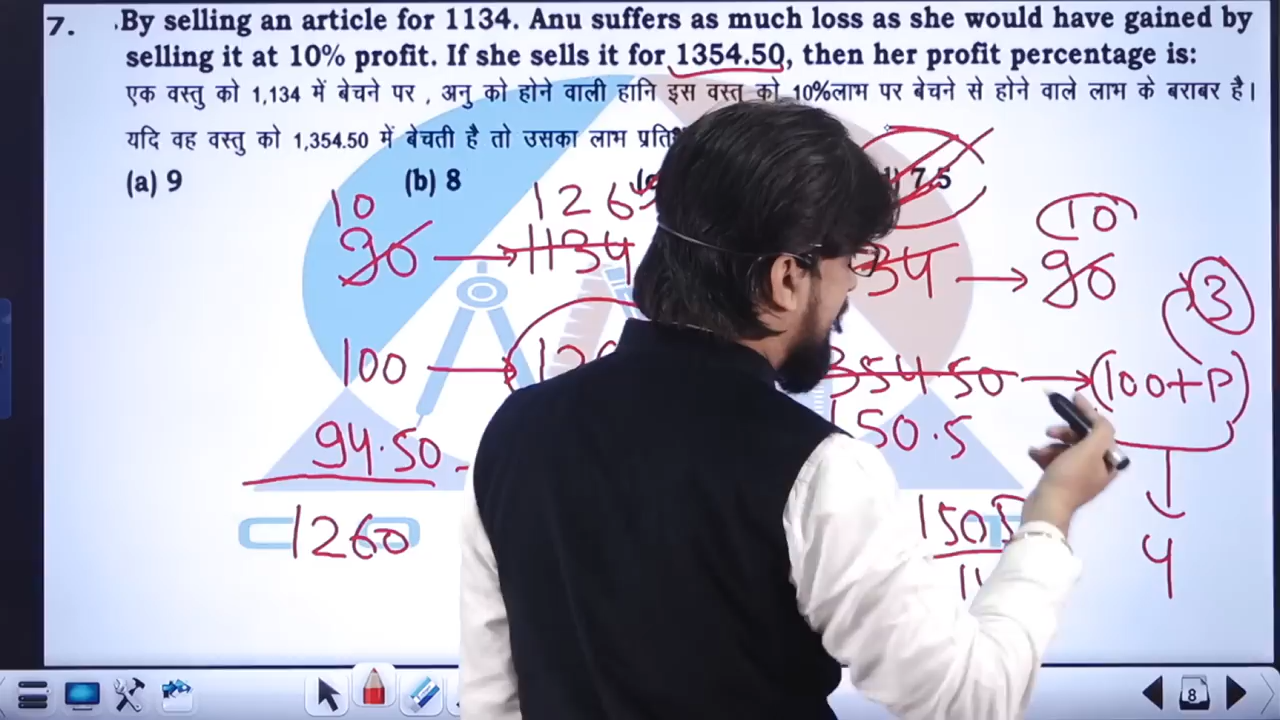 7. By selling an article for 1134. Anu suffers as much loss as she would have gained by
selling it at 10% profit. If she sells it for 1354.50, then her profit percentage is:
एक वस्तु को 1,134 में बेचने पर , अनु को होने वाली हानि इस वस्तु को 10%लाभ पर बेचने से होने वाले लाभ के बराबर है।
यदि वह वस्तु को 1,354.50 में बेचती है तो उसका लाभ
(a) 9 (b) 8 7.5
10 126 10
90 → 1134 34 → 90
3
100 → 354.50 → (100+P)
94.50 150.5
1260 1505 4
8